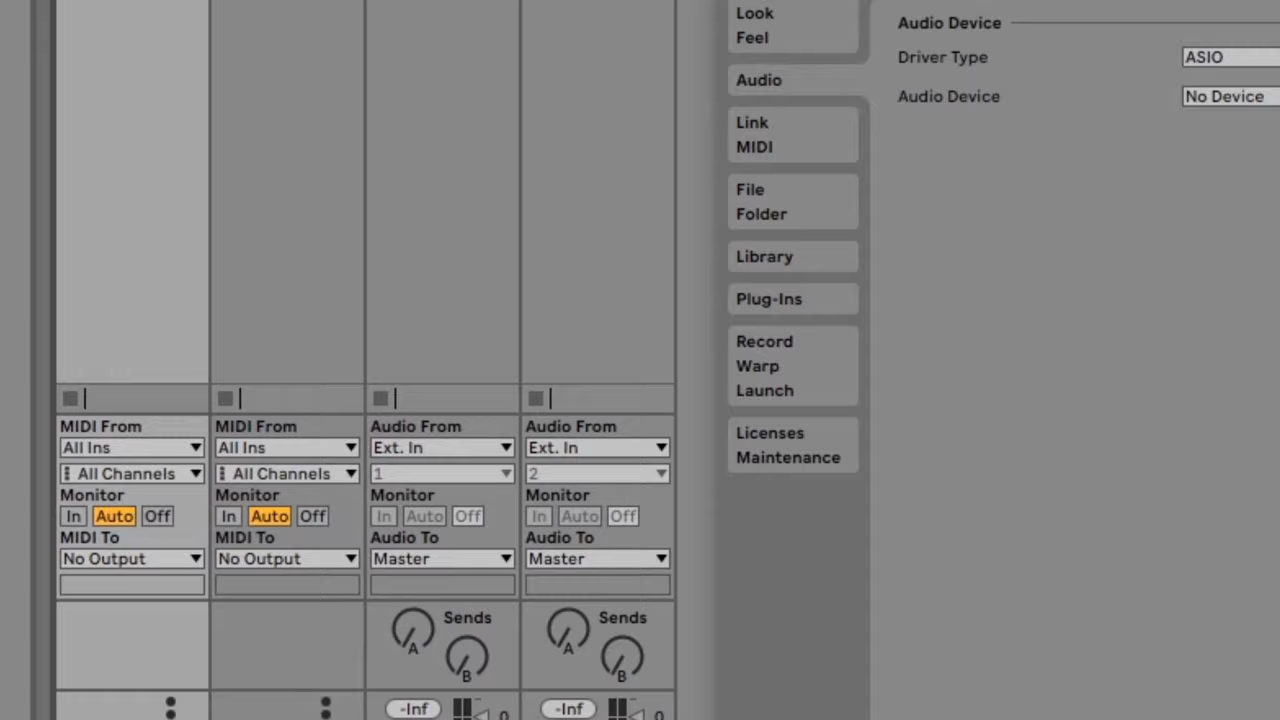 Look
Feel
Audio
Link
MIDI
File
Folder
Library
Plug-Ins
Record
Warp
Launch
Licenses
Maintenance
Audio Device
Driver Type ASIO
Audio Device No Device
MIDI From MIDI From Audio From Audio From
All Ins All Ins Ext. In Ext. In
All Channels All Channels 1 2
Monitor Monitor Monitor Monitor
In Auto Off In Auto Off In Auto Off In Auto Off
MIDI To MIDI To Audio To Audio To
No Output No Output Master Master
Sends Sends
A A
B B
-Inf 0 -Inf 0